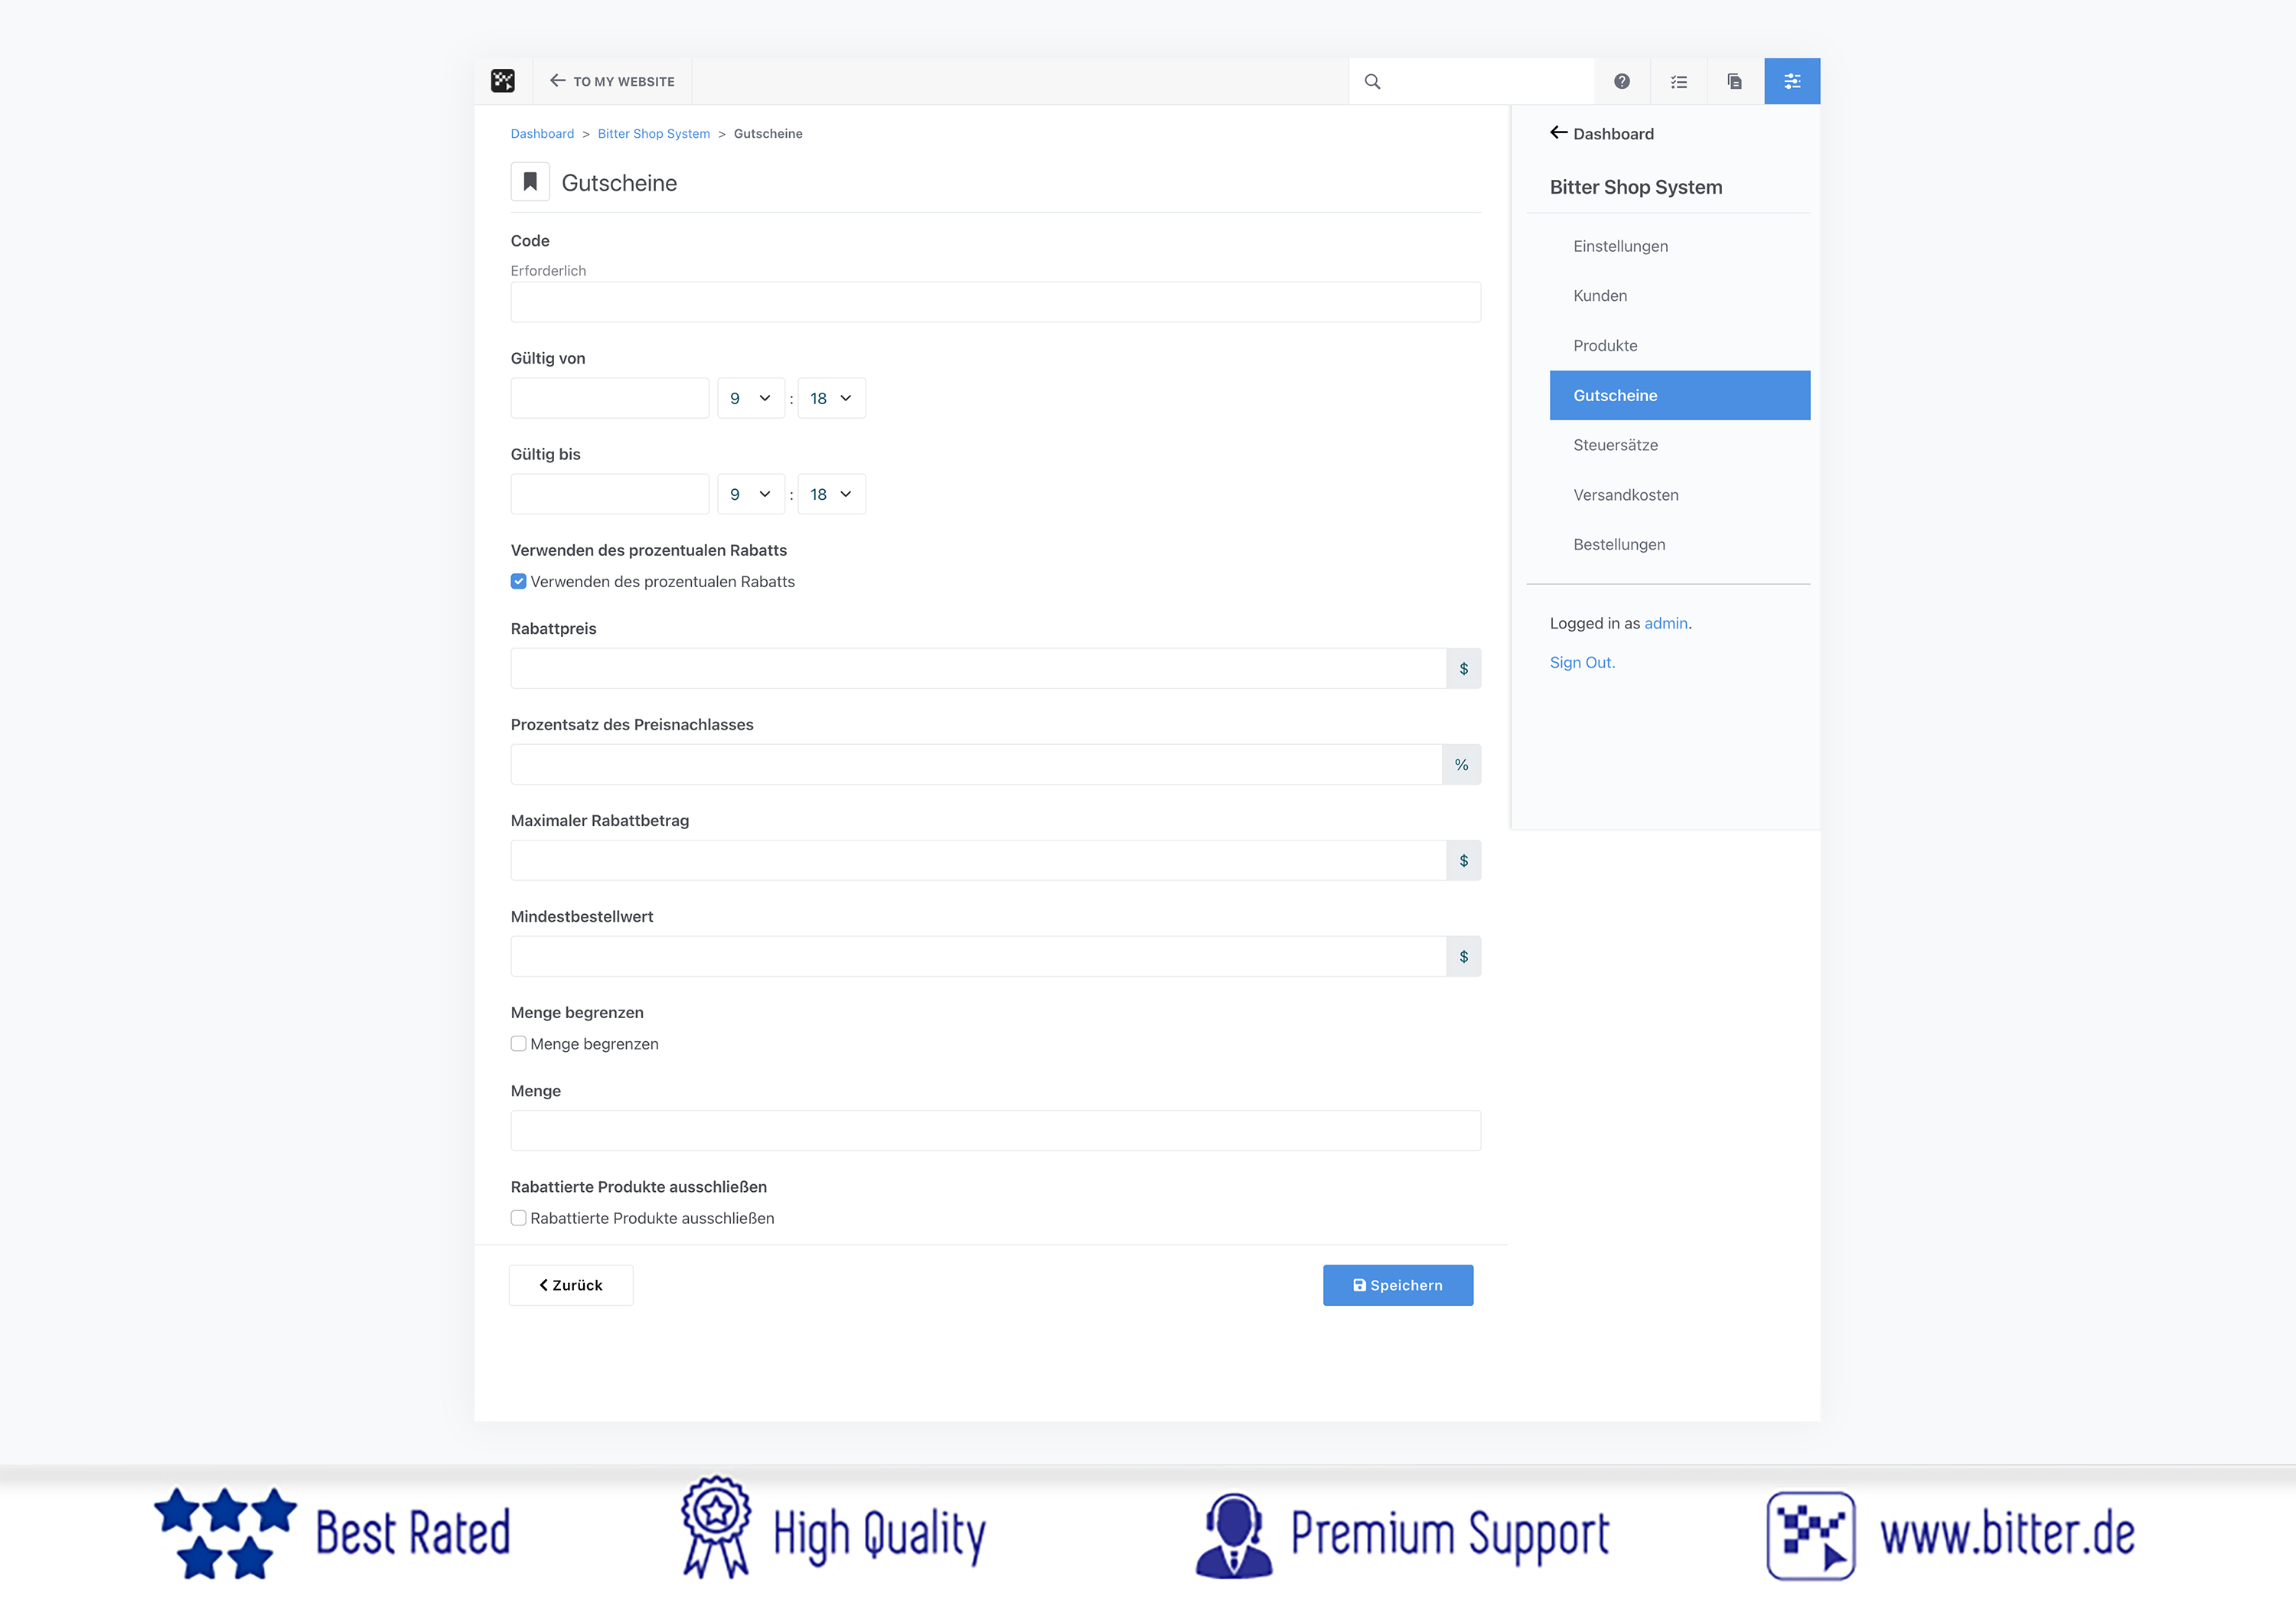 TO MY WEBSITE
Dashboard > Bitter Shop System > Gutscheine
Gutscheine
Code
Erforderlich
Gültig von
9 : 18
Gültig bis
9 : 18
Verwenden des prozentualen Rabatts
Verwenden des prozentualen Rabatts
Rabattpreis
$
Prozentsatz des Preisnachlasses
%
Maximaler Rabattbetrag
$
Mindestbestellwert
$
Menge begrenzen
Menge begrenzen
Menge
Rabattierte Produkte ausschließen
Rabattierte Produkte ausschließen
Zurück
Speichern
Dashboard
Bitter Shop System
Einstellungen
Kunden
Produkte
Gutscheine
Steuersätze
Versandkosten
Bestellungen
Logged in as admin.
Sign Out.
Best Rated
High Quality
Premium Support
www.bitter.de